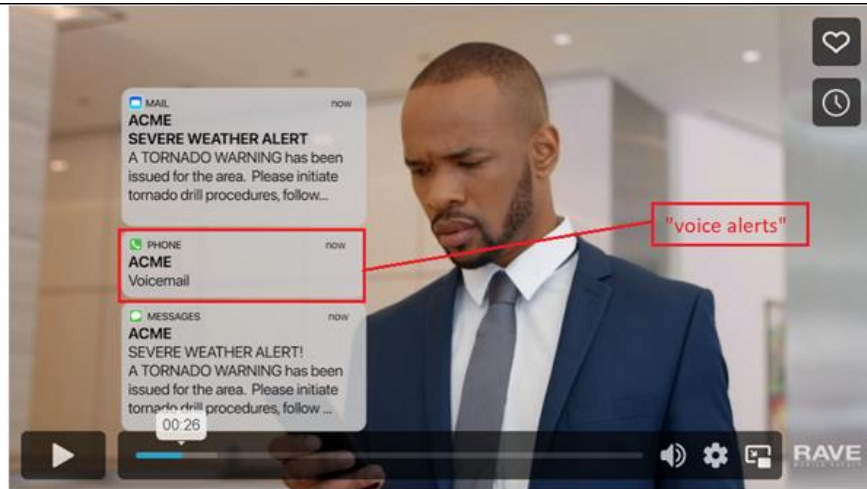 MAIL now
ACME
SEVERE WEATHER ALERT
A TORNADO WARNING has been
issued for the area. Please initiate
tornado drill procedures, follow...
PHONE now
ACME
Voicemail
"voice alerts"
MESSAGES now
ACME
SEVERE WEATHER ALERT!
A TORNADO WARNING has been
issued for the area. Please initiate
tornado drill procedures, follow ...
00:26
RAVE
MOBILE SAFETY